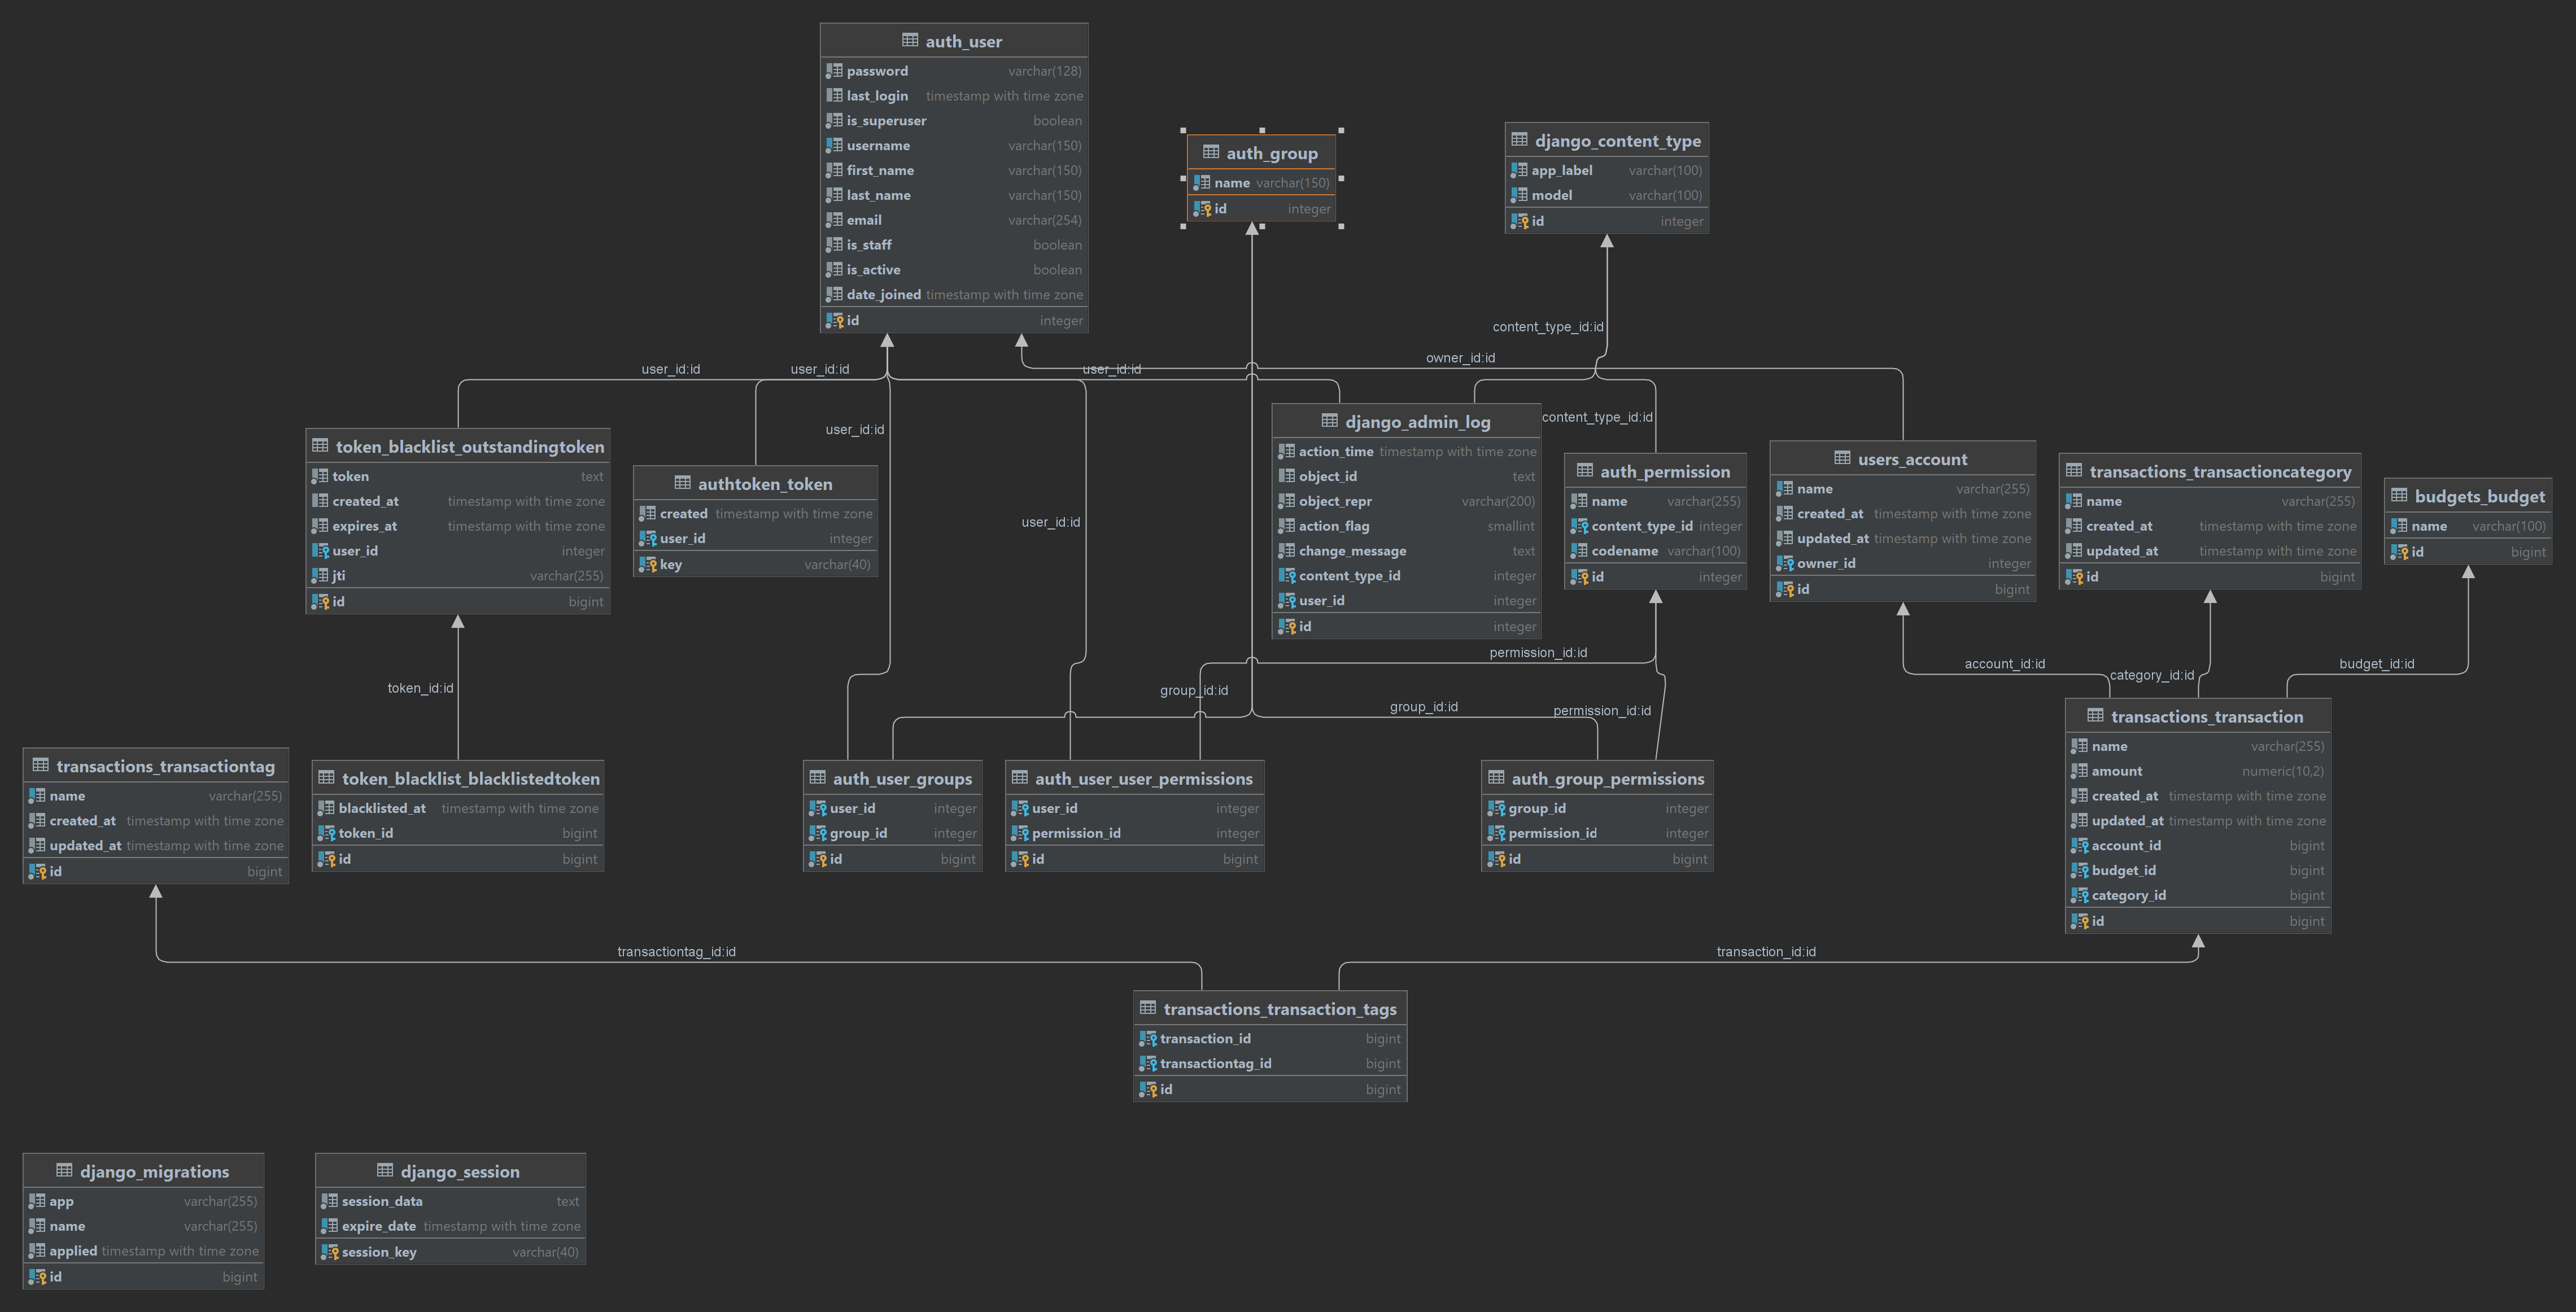 auth_user
password varchar(128)
last_login timestamp with time zone
is_superuser boolean
username varchar(150)
first_name varchar(150)
last_name varchar(150)
email varchar(254)
is_staff boolean
is_active boolean
date_joined timestamp with time zone
id integer
auth_group
name varchar(150)
id integer
django_content_type
app_label varchar(100)
model varchar(100)
id integer
content_type_id:id
owner_id:id
user_id:id
user_id:id
user_id:id
content_type_id:id
user_id:id
user_id:id
token_blacklist_outstandingtoken
token text
created_at timestamp with time zone
expires_at timestamp with time zone
user_id integer
jti varchar(255)
id bigint
authtoken_token
created timestamp with time zone
user_id integer
key varchar(40)
django_admin_log
action_time timestamp with time zone
object_id text
object_repr varchar(200)
action_flag smallint
change_message text
content_type_id integer
user_id integer
id integer
auth_permission
name varchar(255)
content_type_id integer
codename varchar(100)
id integer
users_account
name varchar(255)
created_at timestamp with time zone
updated_at timestamp with time zone
owner_id integer
id bigint
transactions_transactioncategory
name varchar(255)
created_at timestamp with time zone
updated_at timestamp with time zone
id bigint
budgets_budget
name varchar(100)
id bigint
permission_id:id
account_id:id
budget_id:id
category_id:id
token_id:id
group_id:id
group_id:id
permission_id:id
transactions_transactiontag
name varchar(255)
created_at timestamp with time zone
updated_at timestamp with time zone
id bigint
token_blacklist_blacklistedtoken
blacklisted_at timestamp with time zone
token_id bigint
id bigint
auth_user_groups
user_id integer
group_id integer
id bigint
auth_user_user_permissions
user_id integer
permission_id integer
id bigint
auth_group_permissions
group_id integer
permission_id integer
id bigint
transactions_transaction
name varchar(255)
amount numeric(10,2)
created_at timestamp with time zone
updated_at timestamp with time zone
account_id bigint
budget_id bigint
category_id bigint
id bigint
transactiontag_id:id
transaction_id:id
transactions_transaction_tags
transaction_id bigint
transactiontag_id bigint
id bigint
django_migrations
app varchar(255)
name varchar(255)
applied timestamp with time zone
id bigint
django_session
session_data text
expire_date timestamp with time zone
session_key varchar(40)